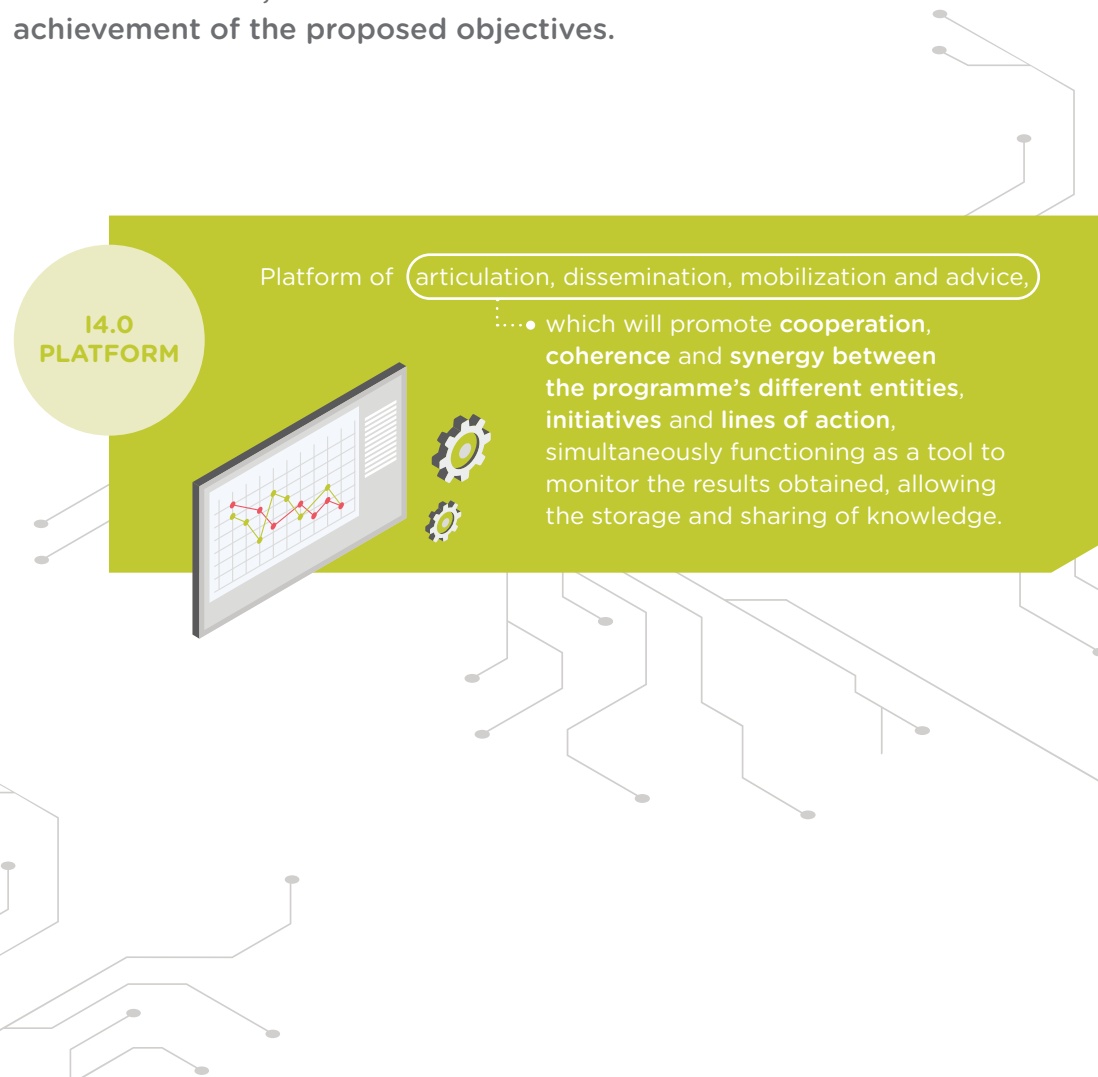 achievement of the proposed objectives.
I4.0
PLATFORM
Platform of articulation, dissemination, mobilization and advice,
which will promote cooperation,
coherence and synergy between
the programme’s different entities,
initiatives and lines of action,
simultaneously functioning as a tool to
monitor the results obtained, allowing
the storage and sharing of knowledge.